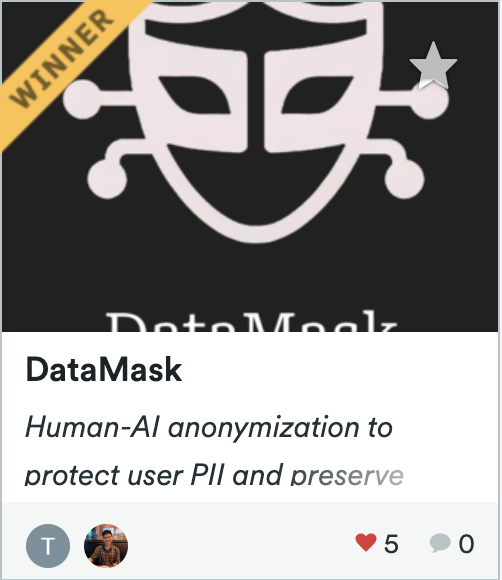 WINNER
DataMask
DataMask
Human-AI anonymization to
protect user PII and preserve
T
5
0